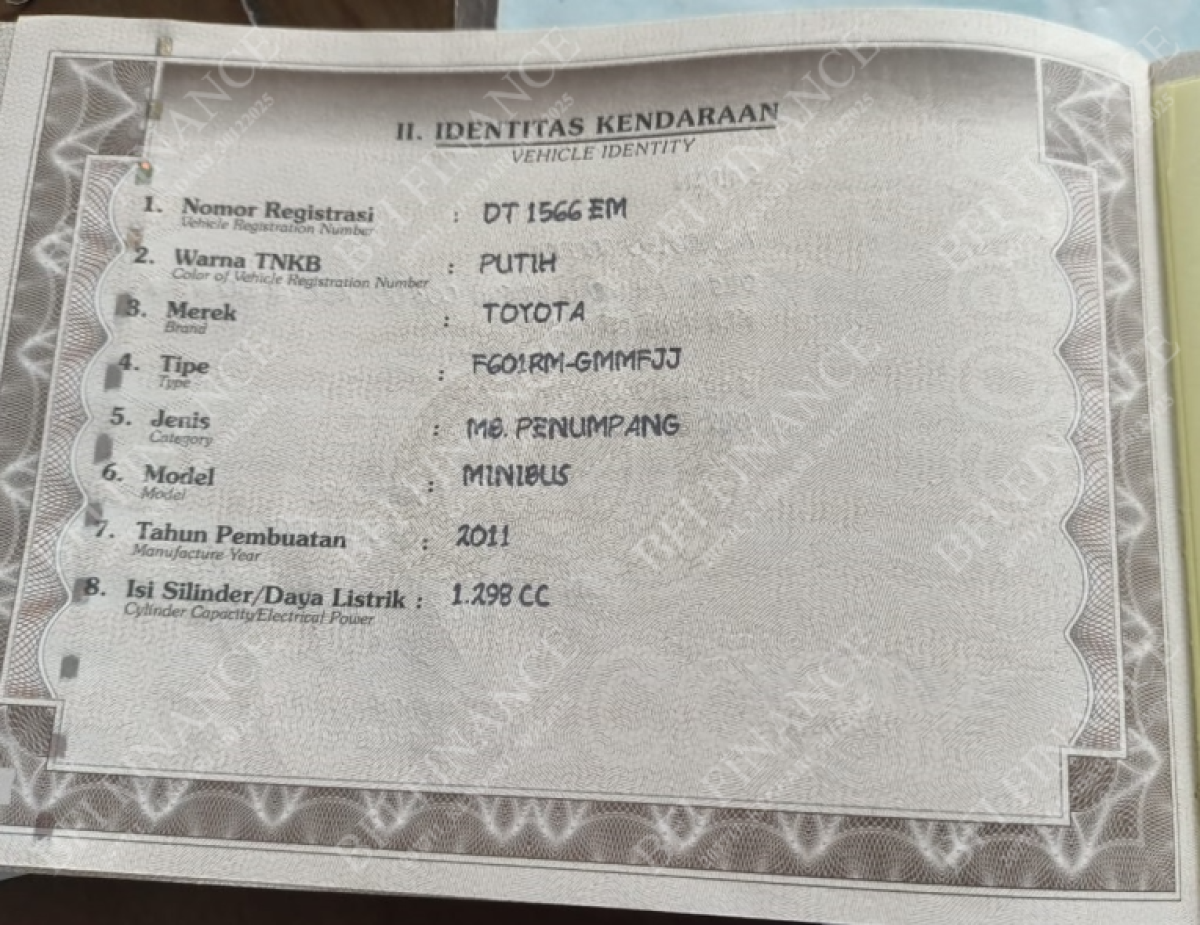 II. IDENTITAS KENDARAAN
VEHICLE IDENTITY
1. Nomor Registrasi : DT 1566 EM
Vehicle Registration Number
2. Warna TNKB : PUTIH
Color of Vehicle Registration Number
3. Merek : TOYOTA
Brand
4. Tipe : F601RM-GMMFJJ
Type
5. Jenis : MB. PENUMPANG
Category
6. Model : MINIBUS
Model
7. Tahun Pembuatan : 2011
Manufacture Year
8. Isi Silinder/Daya Listrik : 1.298 CC
Cylinder Capacity/Electrical Power
BFI FINANCE